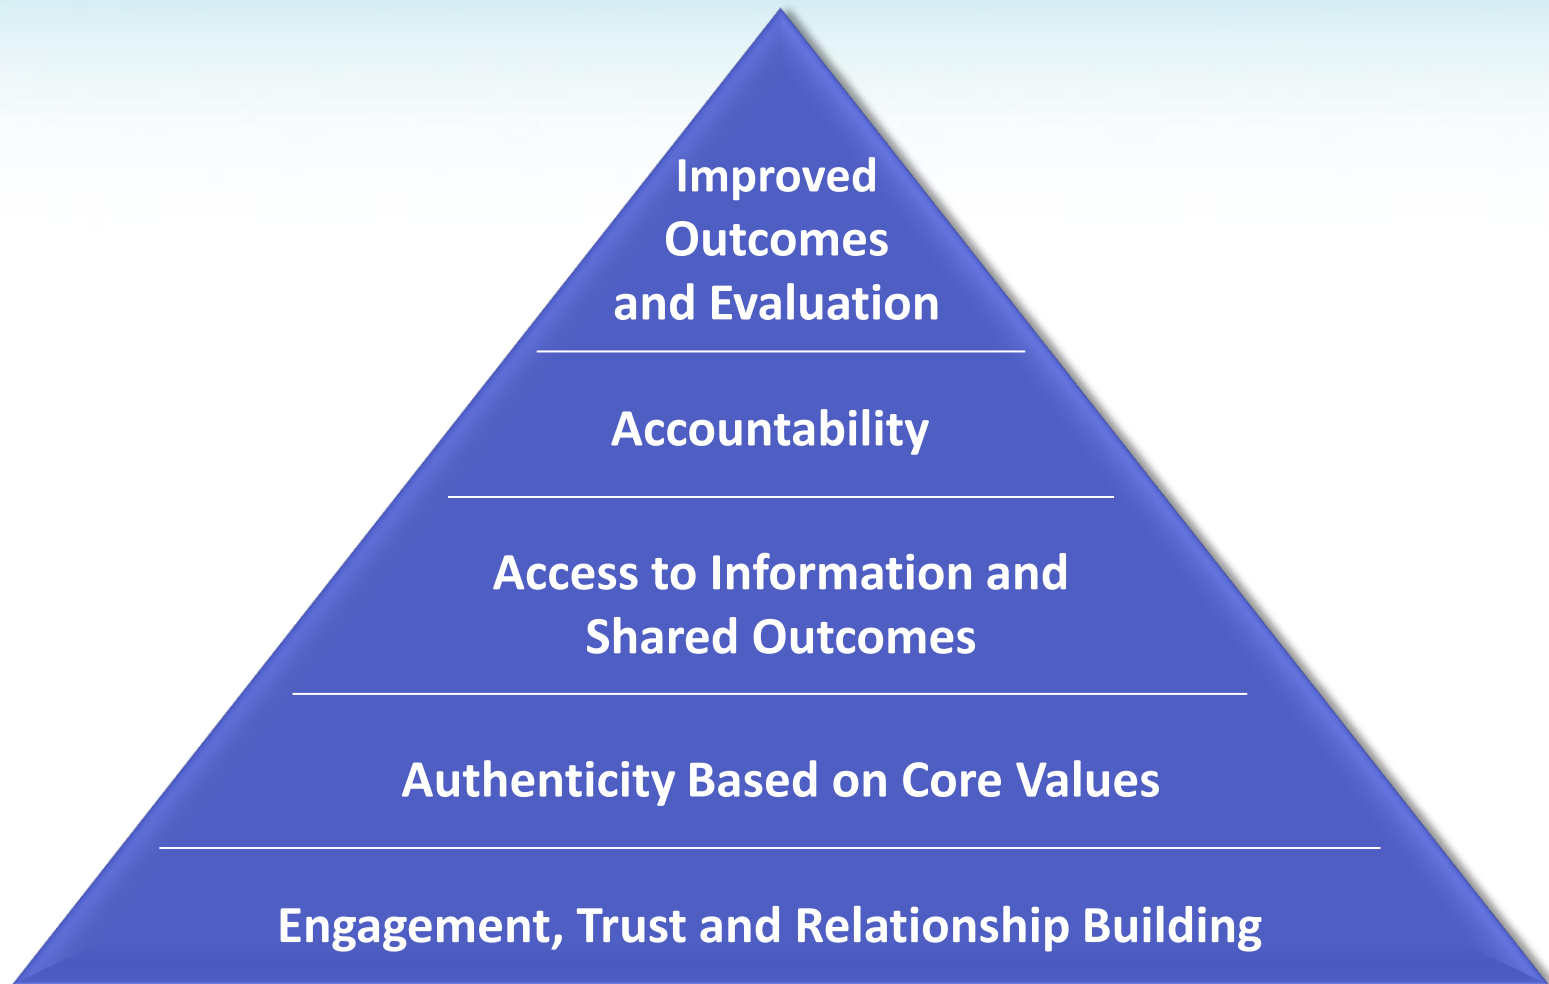 Improved
Outcomes
and Evaluation
Accountability
Access to Information and
Shared Outcomes
Authenticity Based on Core Values
Engagement, Trust and Relationship Building